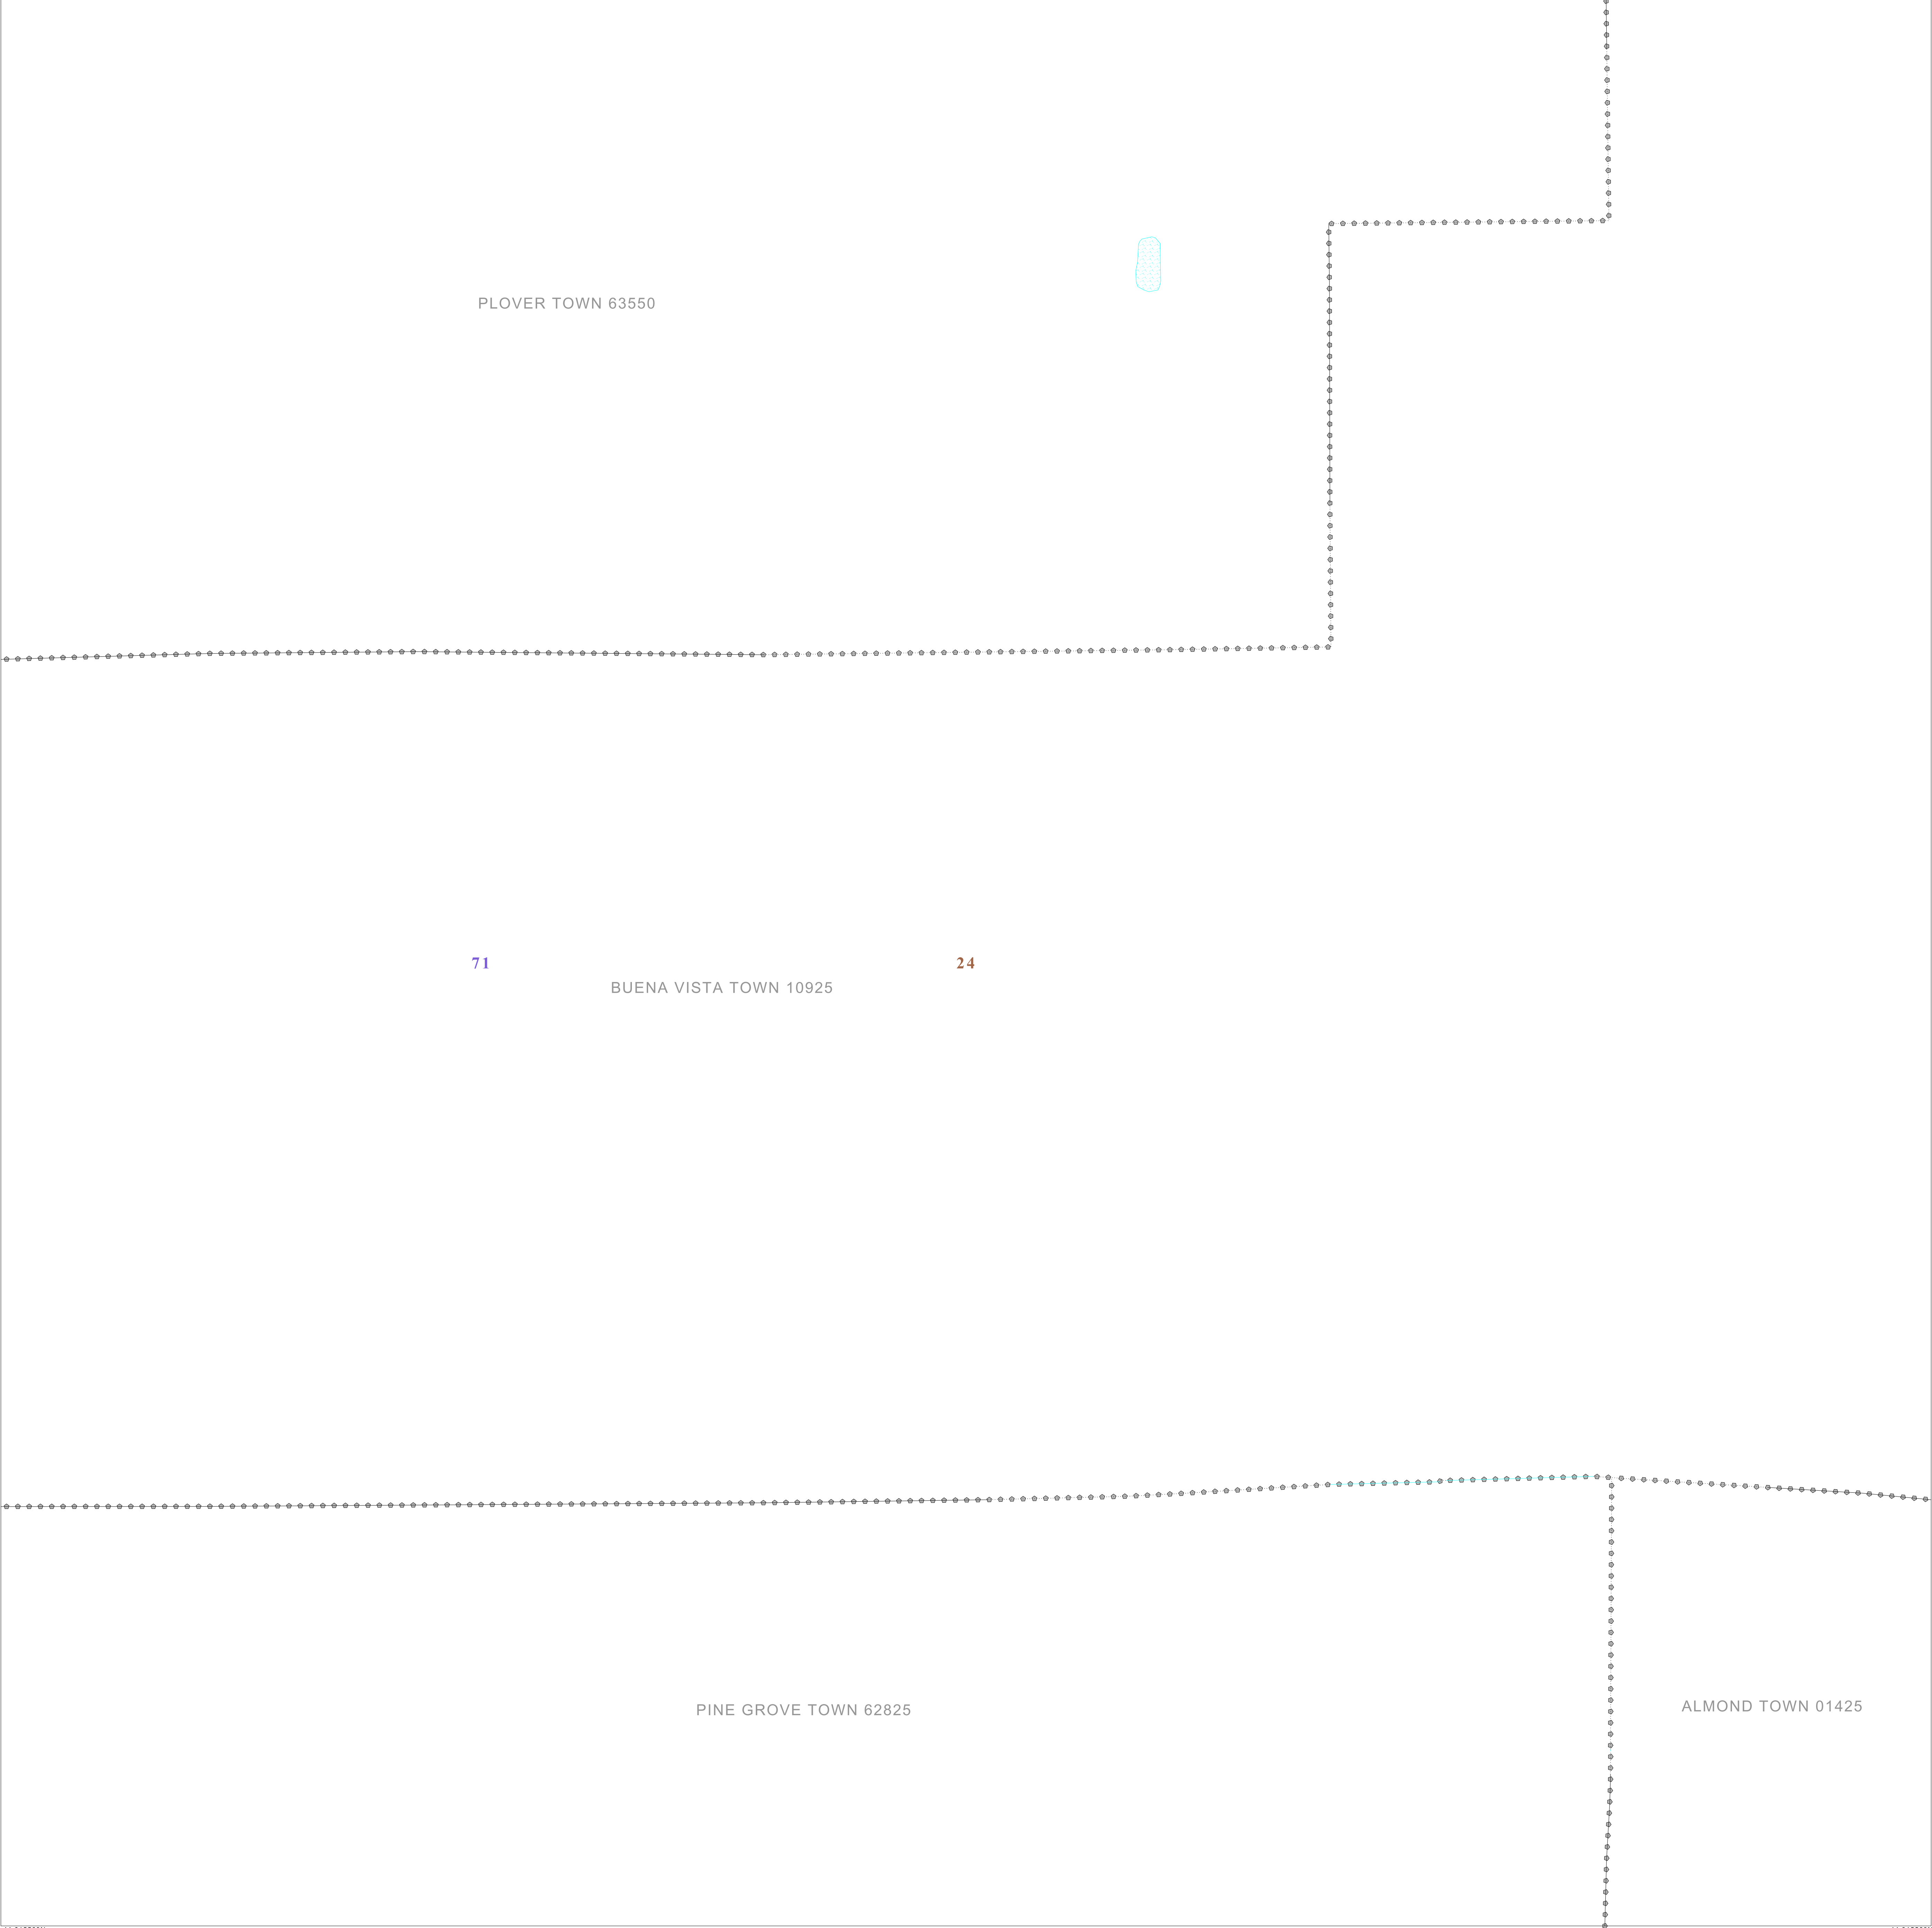 PLOVER TOWN 63550
71
24
BUENA VISTA TOWN 10925
PINE GROVE TOWN 62825
ALMOND TOWN 01425